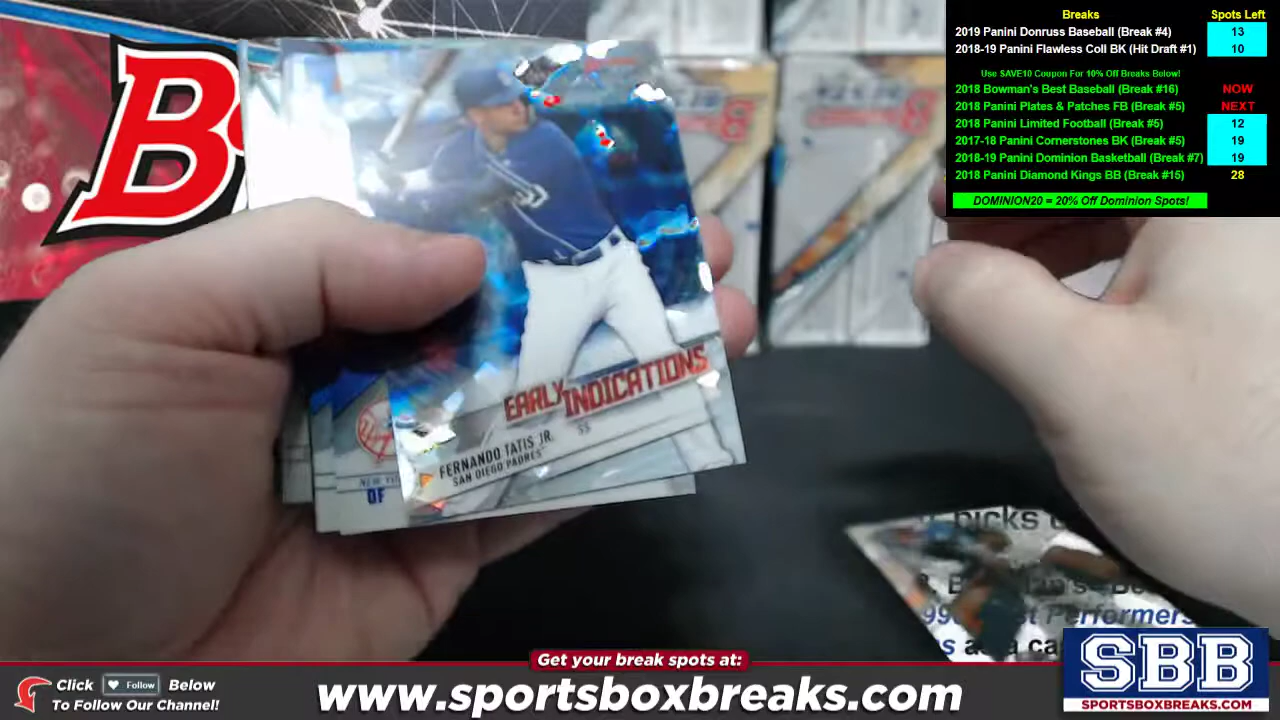 Breaks Spots Left
2019 Panini Donruss Baseball (Break #4) 13
2018-19 Panini Flawless Coll BK (Hit Draft #1) 10
Use SAVE10 Coupon For 10% Off Breaks Below!
2018 Bowman's Best Baseball (Break #16) NOW
2018 Panini Plates & Patches FB (Break #5) NEXT
2018 Panini Limited Football (Break #5) 12
2017-18 Panini Cornerstones BK (Break #5) 19
2018-19 Panini Dominion Basketball (Break #7) 19
2018 Panini Diamond Kings BB (Break #15) 28
DOMINION20 = 20% Off Dominion Spots!
B
EARLY INDICATIONS
FERNANDO TATIS JR. SS
SAN DIEGO PADRES
OF
picks
Performers
SBB
SPORTSBOXBREAKS.COM
Get your break spots at:
Click Follow Below
To Follow Our Channel!
www.sportsboxbreaks.com